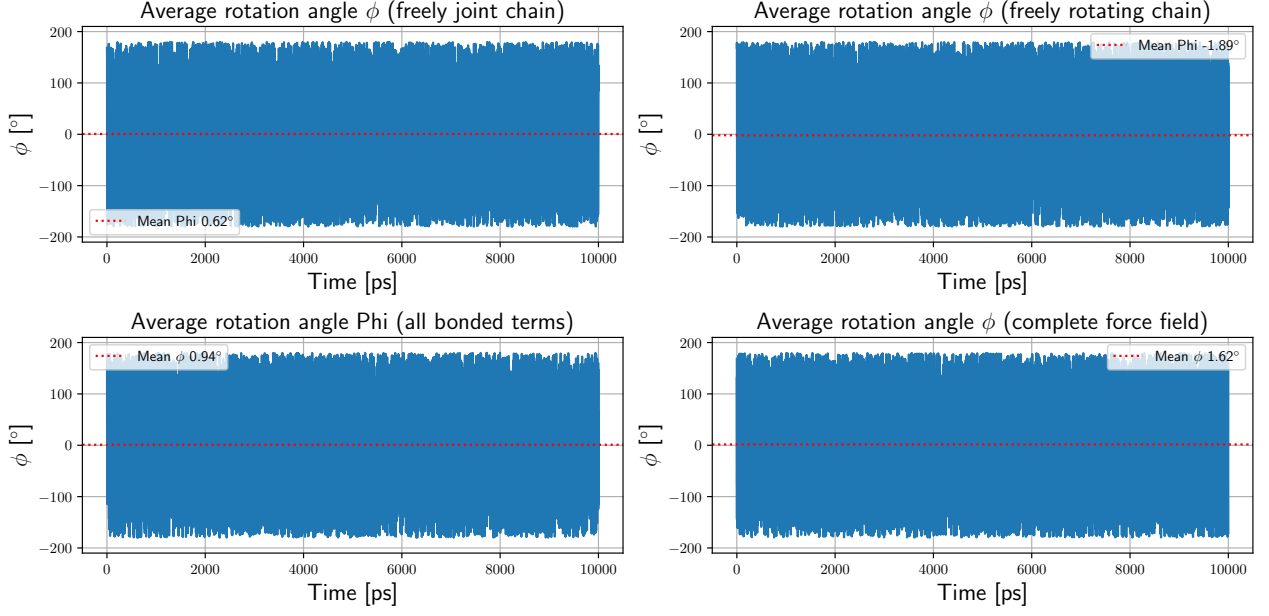 Average rotation angle ϕ (freely joint chain)
200
100
0
−100
−200
ϕ [°]
Mean Phi 0.62°
0 2000 4000 6000 8000 10000
Time [ps]
Average rotation angle ϕ (freely rotating chain)
200
100
0
−100
−200
ϕ [°]
Mean Phi -1.89°
0 2000 4000 6000 8000 10000
Time [ps]
Average rotation angle Phi (all bonded terms)
200
100
0
−100
−200
ϕ [°]
Mean ϕ 0.94°
0 2000 4000 6000 8000 10000
Time [ps]
Average rotation angle ϕ (complete force field)
200
100
0
−100
−200
ϕ [°]
Mean ϕ 1.62°
0 2000 4000 6000 8000 10000
Time [ps]